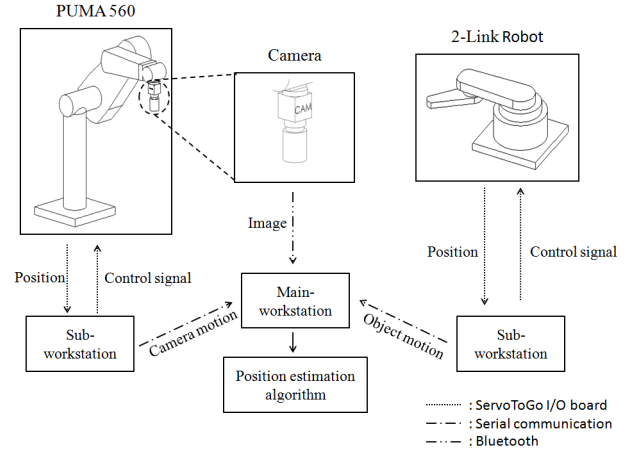 PUMA 560
2-Link Robot
Camera
CAM
Image
Position
Control signal
Position
Control signal
Main-
workstation
Sub-
workstation
Camera motion
Object motion
Sub-
workstation
Position estimation
algorithm
: ServoToGo I/O board
: Serial communication
: Bluetooth